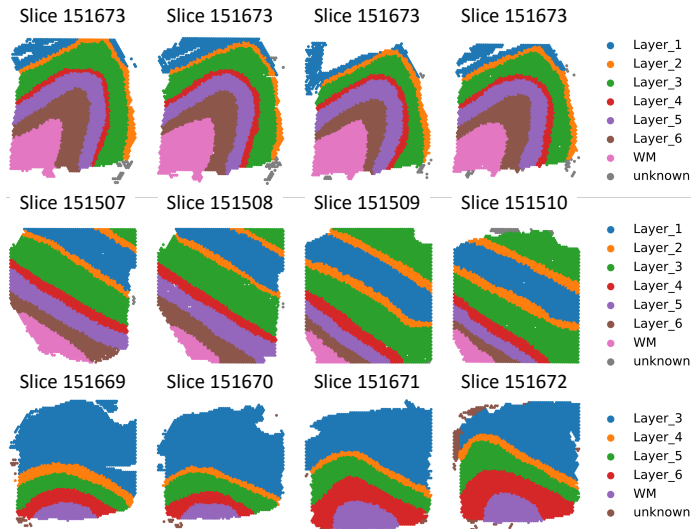 Slice 151673 Slice 151673 Slice 151673 Slice 151673
Layer_1
Layer_2
Layer_3
Layer_4
Layer_5
Layer_6
WM
unknown
Slice 151507 Slice 151508 Slice 151509 Slice 151510
Layer_1
Layer_2
Layer_3
Layer_4
Layer_5
Layer_6
WM
unknown
Slice 151669 Slice 151670 Slice 151671 Slice 151672
Layer_3
Layer_4
Layer_5
Layer_6
WM
unknown